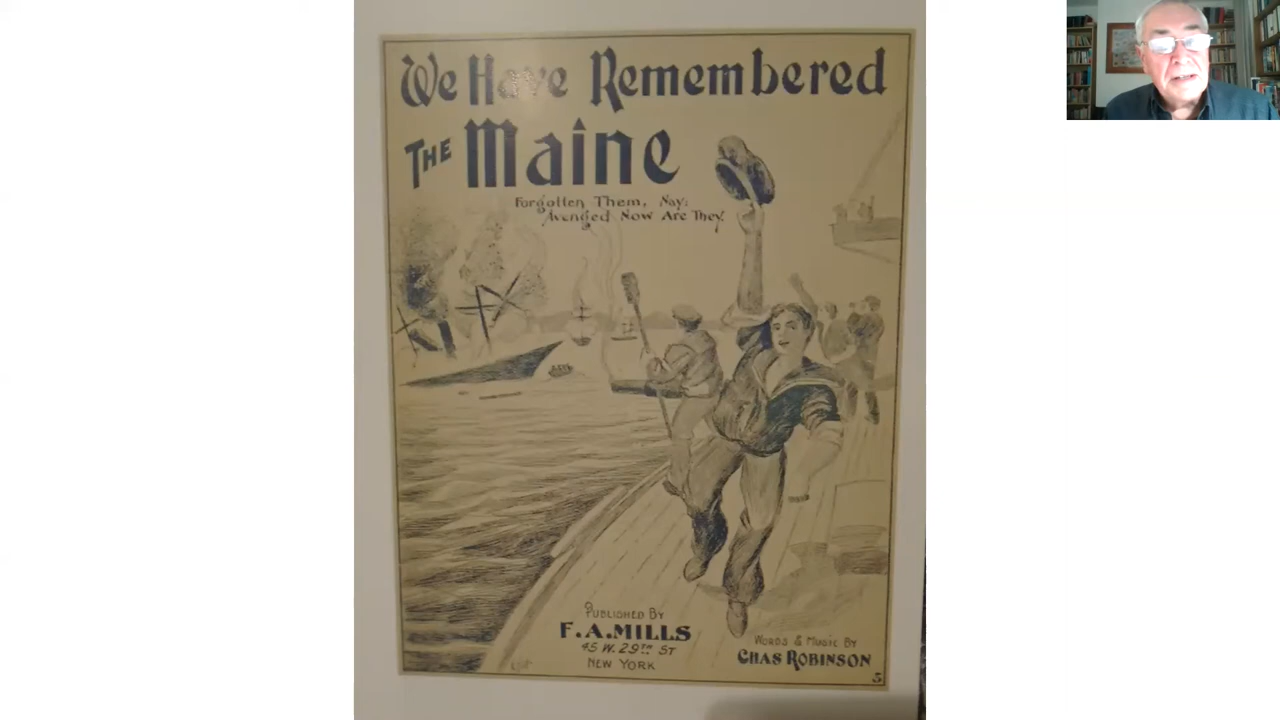 We Have Remembered
The Maine
Forgotten Them, Nay:
Avenged Now Are They!
Published By
F. A. Mills
45 W. 29TH St
New York
Words & Music By
Chas Robinson
5